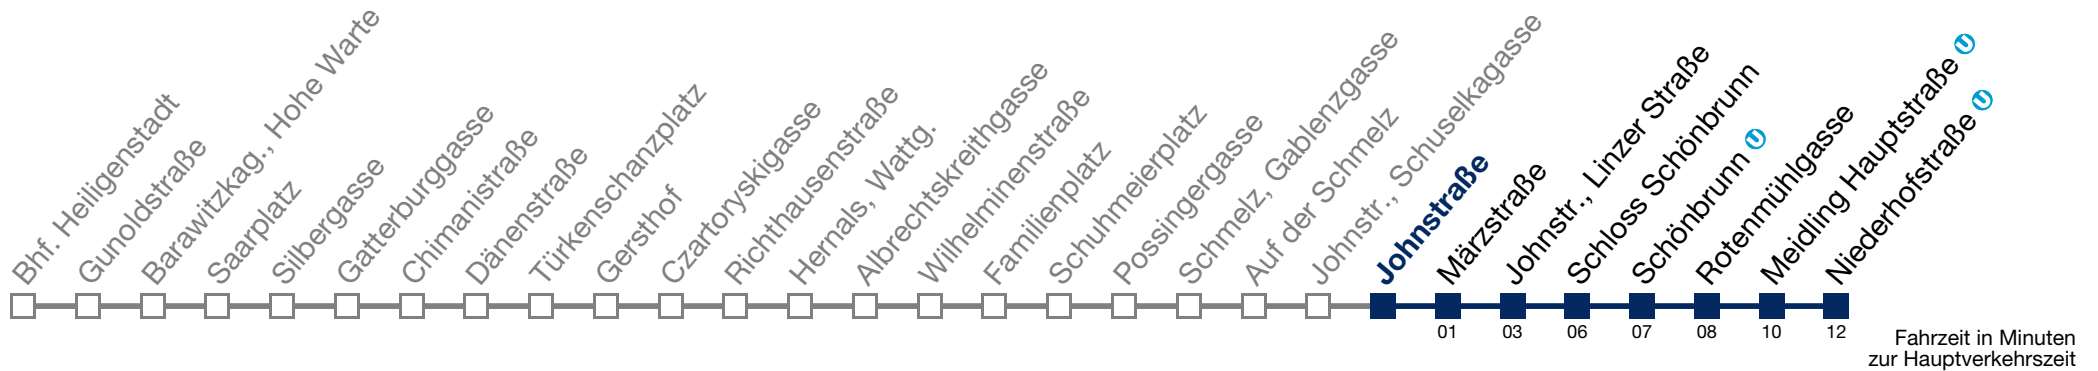 Bhf. Heiligenstadt
Gunoldstraße
Barawitzkag., Hohe Warte
Saarplatz
Silbergasse
Gatterburggasse
Chimanistraße
Dänenstraße
Türkenschanzplatz
Gersthof
Czartoryskigasse
Richthausenstraße
Hernals, Wattg.
Albrechtskreithgasse
Wilhelminenstraße
Familienplatz
Schuhmeierplatz
Possingergasse
Schmelz, Gablenzgasse
Auf der Schmelz
Johnstr., Schuselkagasse
Johnstraße
Märzstraße
Johnstr., Linzer Straße
Schloss Schönbrunn
Schönbrunn U
Rotenmühlgasse
Meidling Hauptstraße U
Niederhofstraße U
01 03 06 07 08 10 12
Fahrzeit in Minuten
zur Hauptverkehrszeit